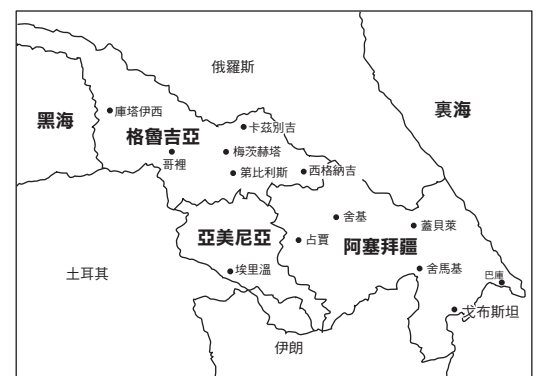 俄羅斯
黑海
裏海
庫塔伊西
格魯吉亞
卡茲別吉
哥裡
梅茨赫塔
第比利斯
西格納吉
舍基
蓋貝萊
亞美尼亞
占賈
阿塞拜疆
埃里溫
舍馬基
土耳其
巴庫
戈布斯坦
伊朗